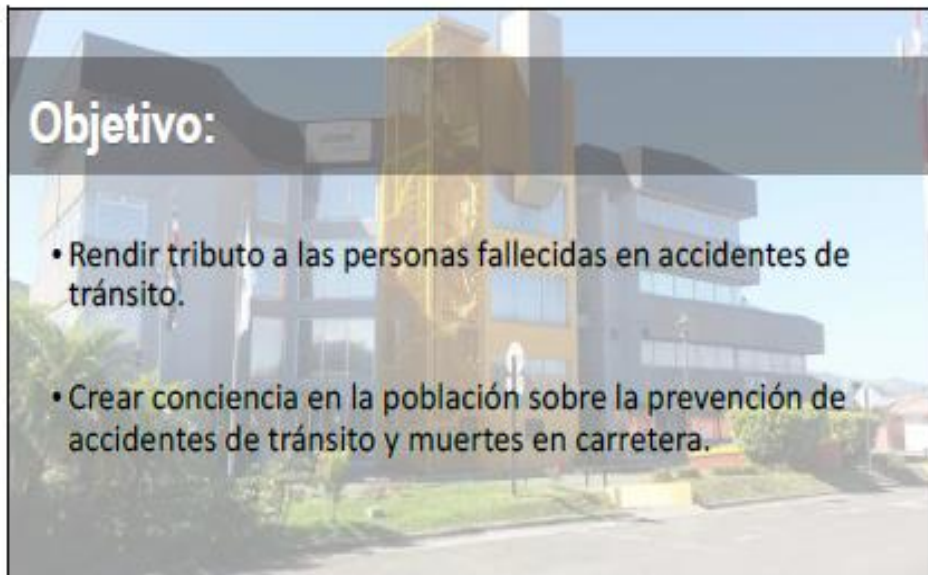 Objetivo:
• Rendir tributo a las personas fallecidas en accidentes de
tránsito.
• Crear conciencia en la población sobre la prevención de
accidentes de tránsito y muertes en carretera.